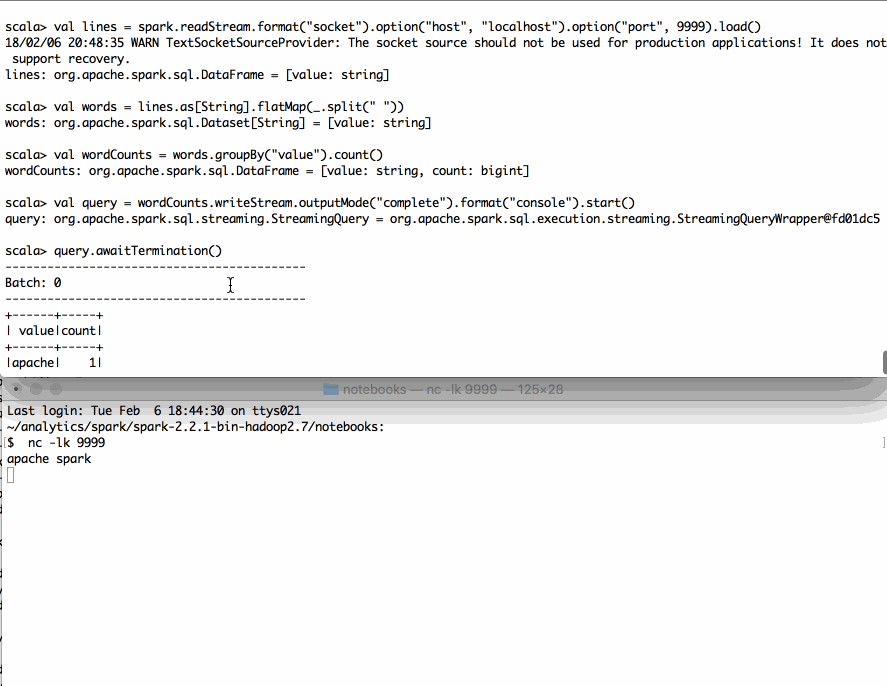 scala> val lines = spark.readStream.format("socket").option("host", "localhost").option("port", 9999).load()
18/02/06 20:48:35 WARN TextSocketSourceProvider: The socket source should not be used for production applications! It does not
 support recovery.
lines: org.apache.spark.sql.DataFrame = [value: string]
scala> val words = lines.as[String].flatMap(_.split(" "))
words: org.apache.spark.sql.Dataset[String] = [value: string]
scala> val wordCounts = words.groupBy("value").count()
wordCounts: org.apache.spark.sql.DataFrame = [value: string, count: bigint]
scala> val query = wordCounts.writeStream.outputMode("complete").format("console").start()
query: org.apache.spark.sql.streaming.StreamingQuery = org.apache.spark.sql.execution.streaming.StreamingQueryWrapper@fd01dc5
scala> query.awaitTermination()
-------------------------------------------
Batch: 0
-------------------------------------------
+------+-----+
| value|count|
+------+-----+
|apache|    1|
notebooks — nc -lk 9999 — 125×28
Last login: Tue Feb  6 18:44:30 on ttys021
~/analytics/spark/spark-2.2.1-bin-hadoop2.7/notebooks:
$  nc -lk 9999
apache spark